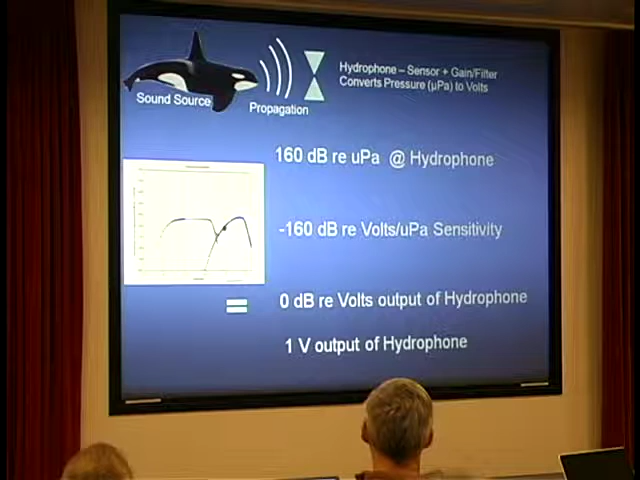 Hydrophone – Sensor + Gain/Filter
Converts Pressure (µPa) to Volts
Sound Source
Propagation
160 dB re uPa @ Hydrophone
-160 dB re Volts/uPa Sensitivity
=
0 dB re Volts output of Hydrophone
1 V output of Hydrophone